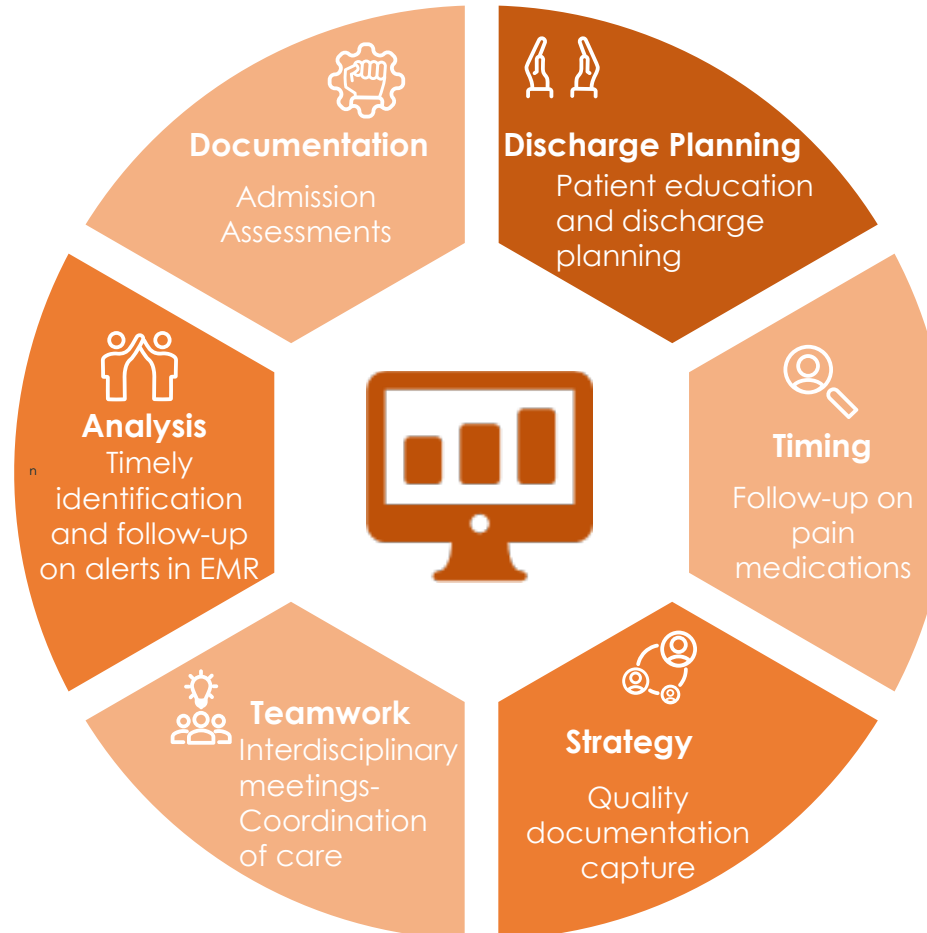 Documentation
Admission
Assessments
Discharge Planning
Patient education
and discharge
planning
Analysis
Timely
identification
and follow-up
on alerts in EMR
n
Timing
Follow-up on
pain
medications
Teamwork
Interdisciplinary
meetings-
Coordination
of care
Strategy
Quality
documentation
capture